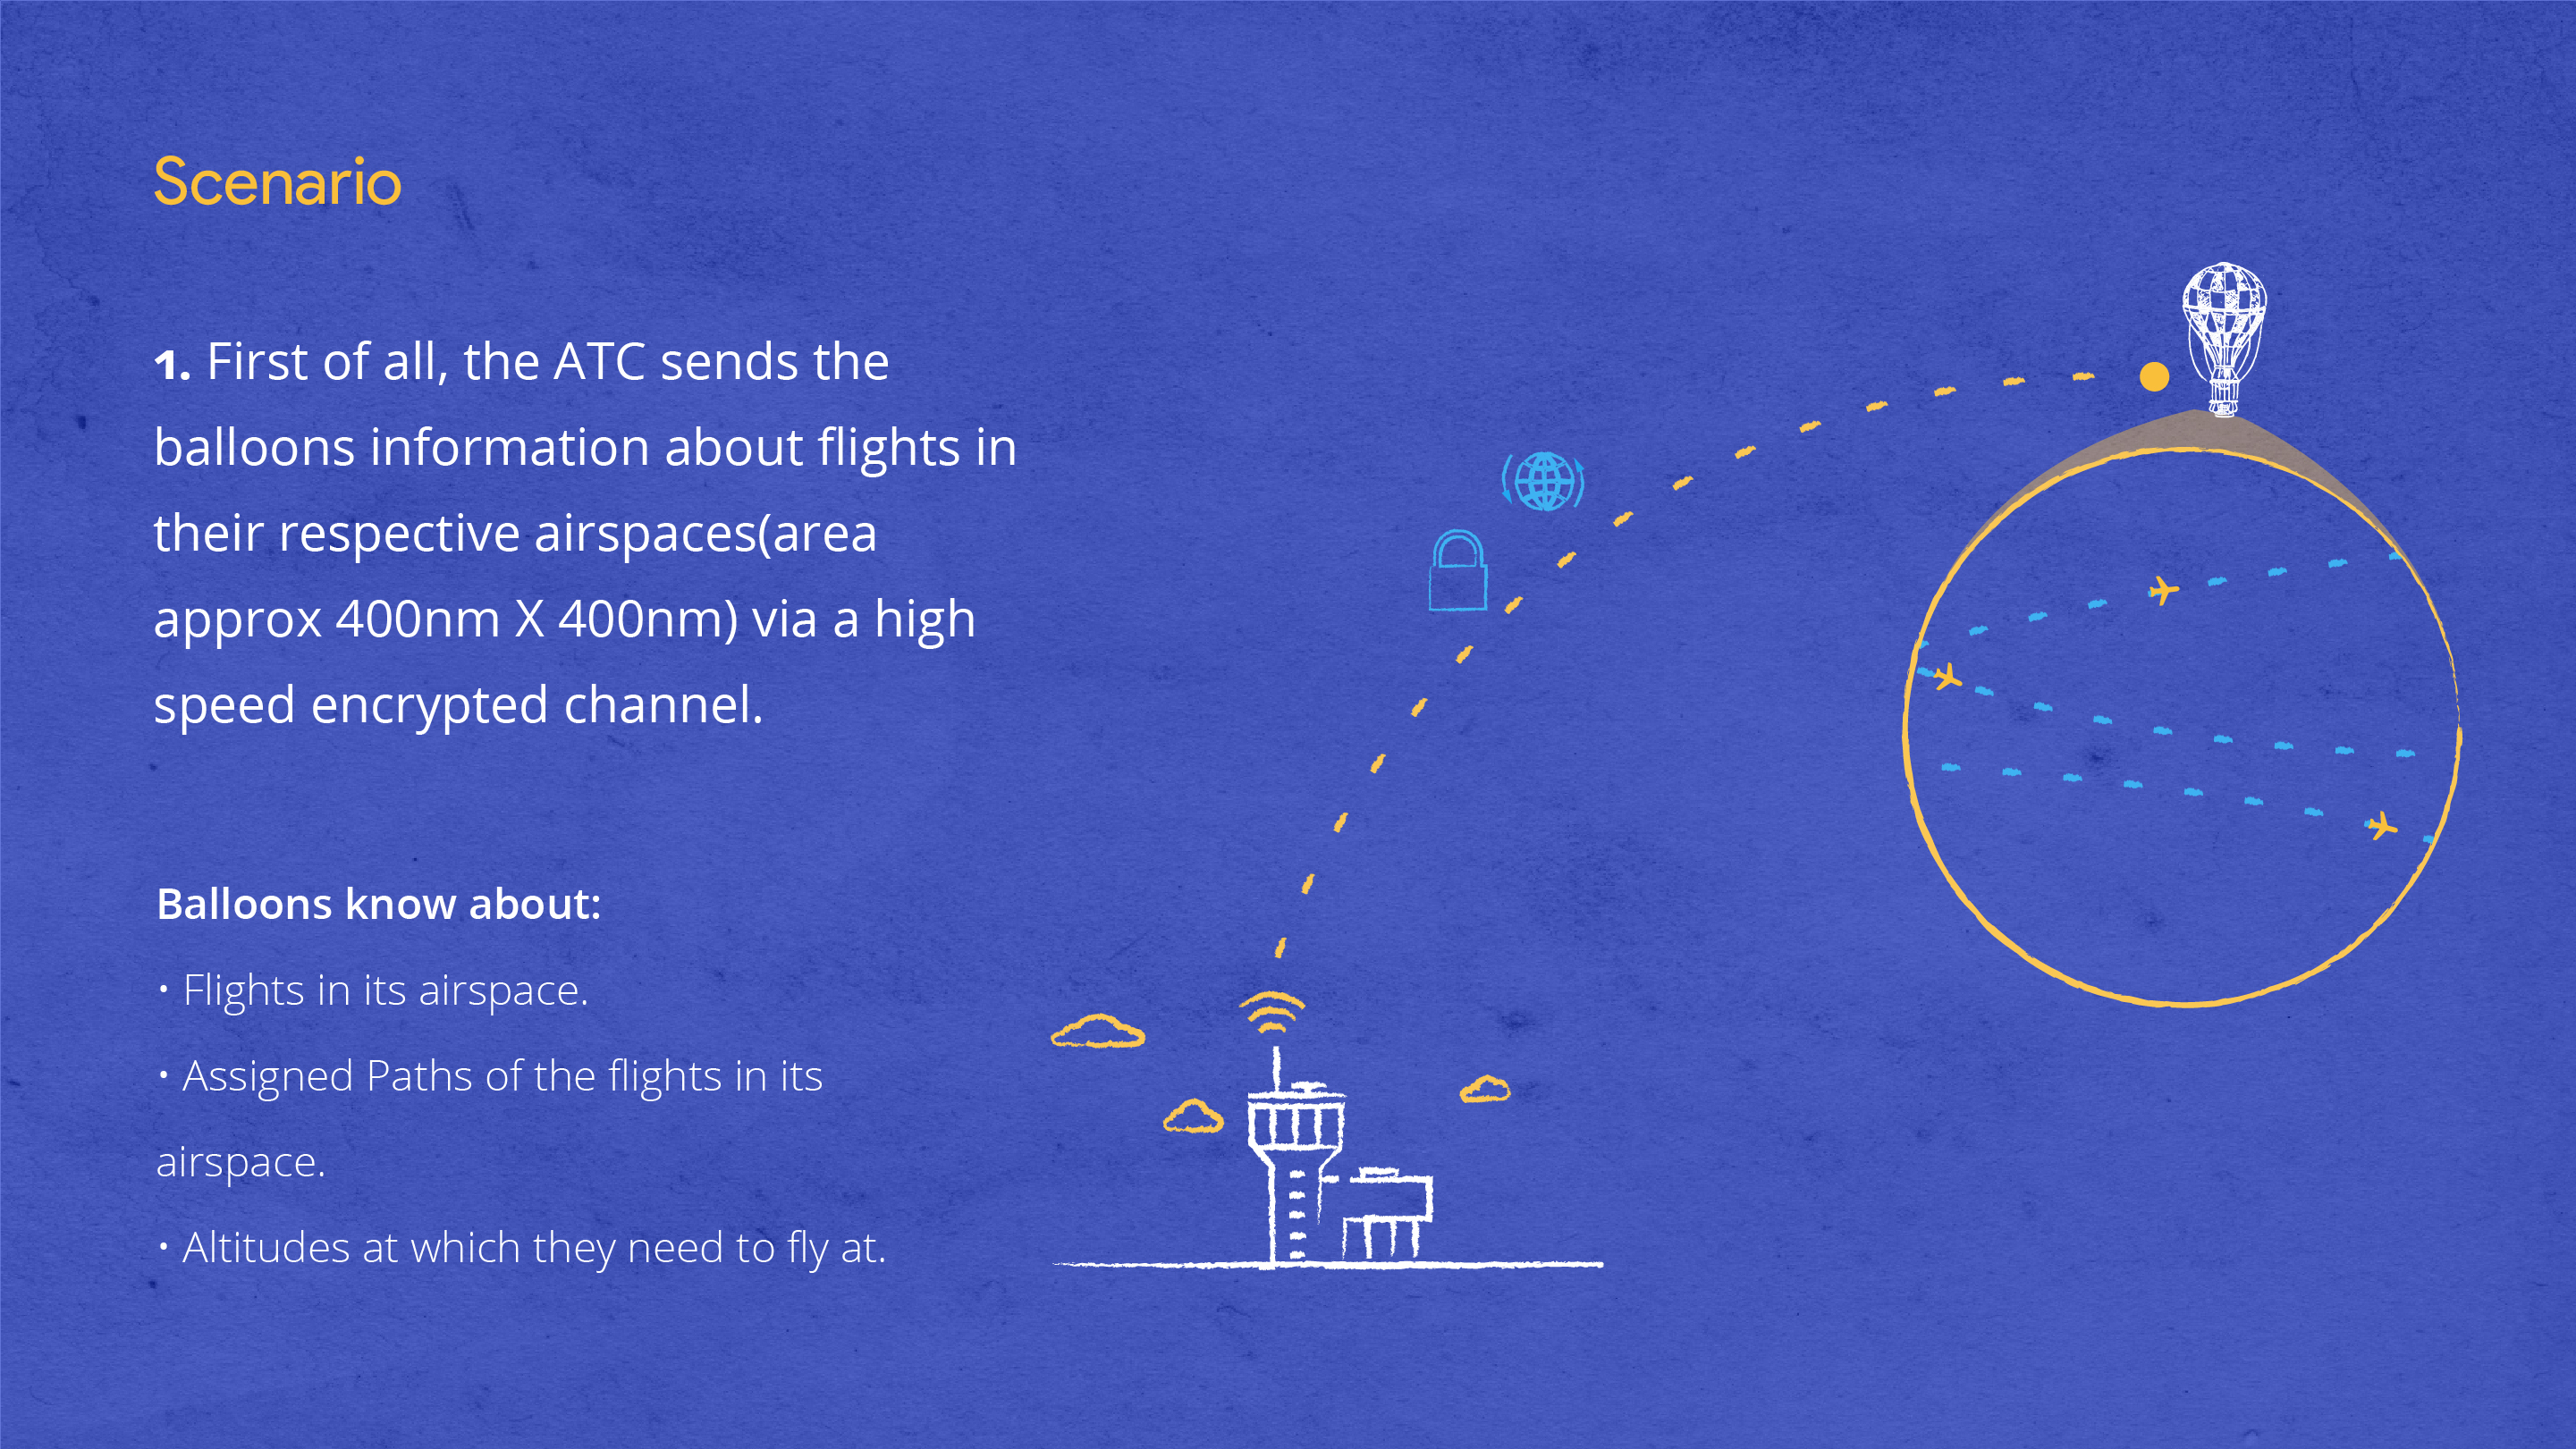 Scenario
1. First of all, the ATC sends the
balloons information about flights in
their respective airspaces(area
approx 400nm X 400nm) via a high
speed encrypted channel.
Balloons know about:
• Flights in its airspace.
• Assigned Paths of the flights in its
airspace.
• Altitudes at which they need to fly at.